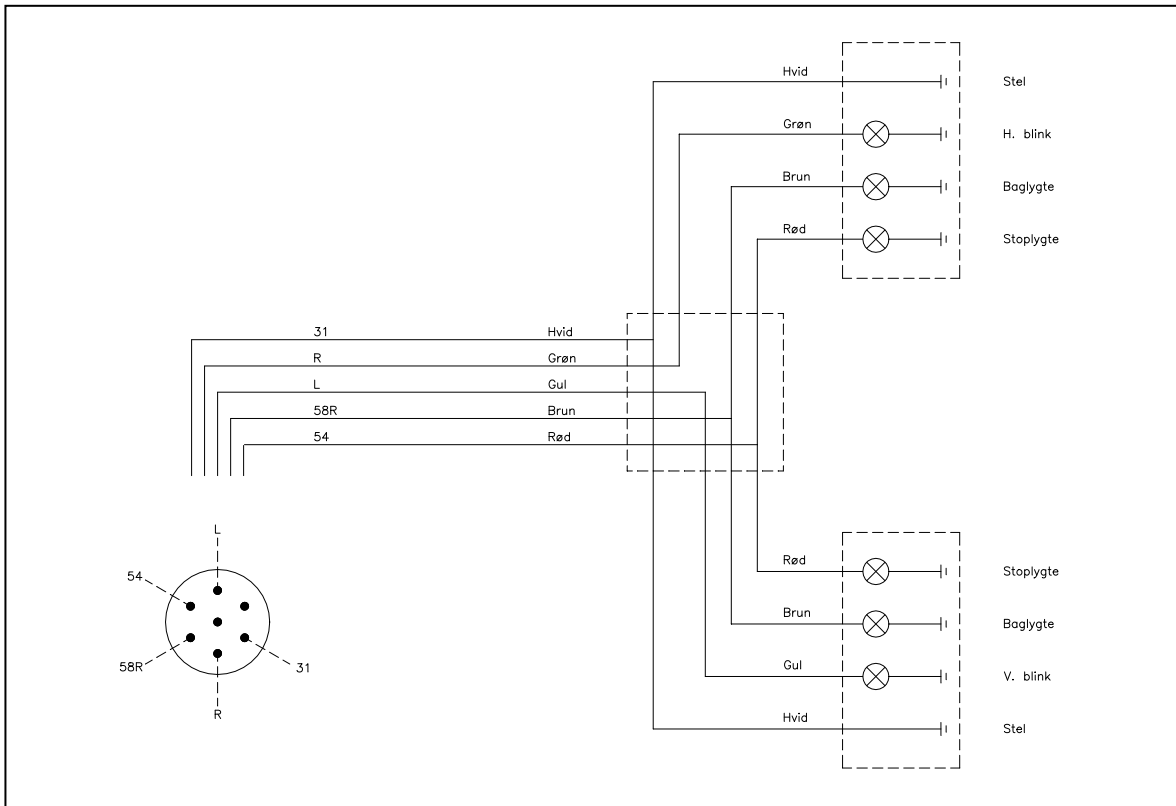 Hvid Stel
Grøn H. blink
Brun Baglygte
Rød Stoplygte
31 Hvid
R Grøn
L Gul
58R Brun
54 Rød
L
54
58R
31
R
Rød Stoplygte
Brun Baglygte
Gul V. blink
Hvid Stel